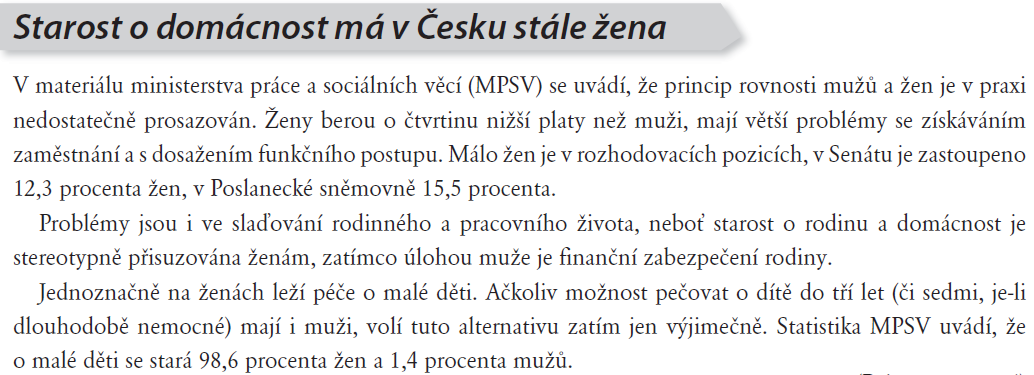 Starost o domácnost má v Česku stále žena
V materiálu ministerstva práce a sociálních věcí (MPSV) se uvádí, že princip rovnosti mužů a žen je v praxi
nedostatečně prosazován. Ženy berou o čtvrtinu nižší platy než muži, mají větší problémy se získáváním
zaměstnání a s dosažením funkčního postupu. Málo žen je v rozhodovacích pozicích, v Senátu je zastoupeno
12,3 procenta žen, v Poslanecké sněmovně 15,5 procenta.
Problémy jsou i ve slaďování rodinného a pracovního života, neboť starost o rodinu a domácnost je
stereotypně přisuzována ženám, zatímco úlohou muže je finanční zabezpečení rodiny.
Jednoznačně na ženách leží péče o malé děti. Ačkoliv možnost pečovat o dítě do tří let (či sedmi, je-li
dlouhodobě nemocné) mají i muži, volí tuto alternativu zatím jen výjimečně. Statistika MPSV uvádí, že
o malé děti se stará 98,6 procenta žen a 1,4 procenta mužů.